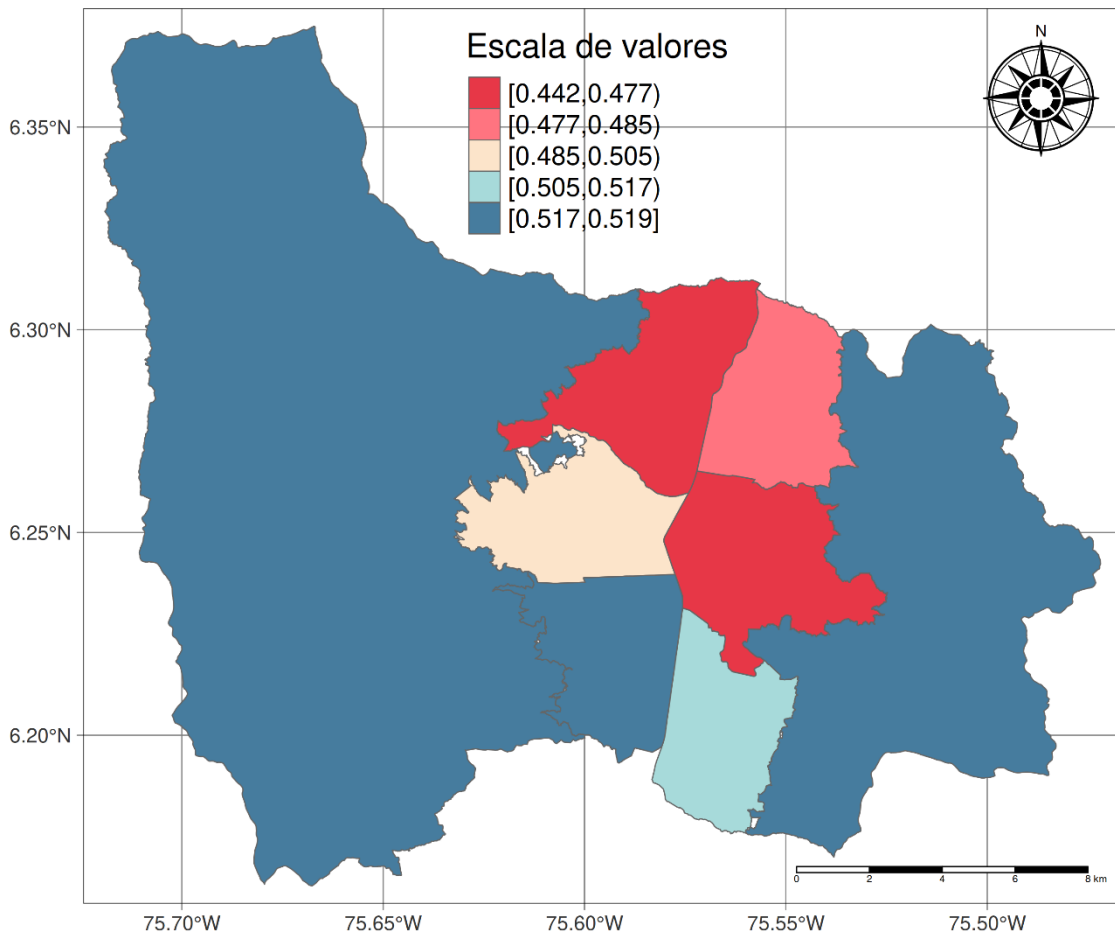 Escala de valores
[0.442,0.477)
[0.477,0.485)
[0.485,0.505)
[0.505,0.517)
[0.517,0.519]
N
6.35°N
6.30°N
6.25°N
6.20°N
0 2 4 6 8 km
75.70°W 75.65°W 75.60°W 75.55°W 75.50°W